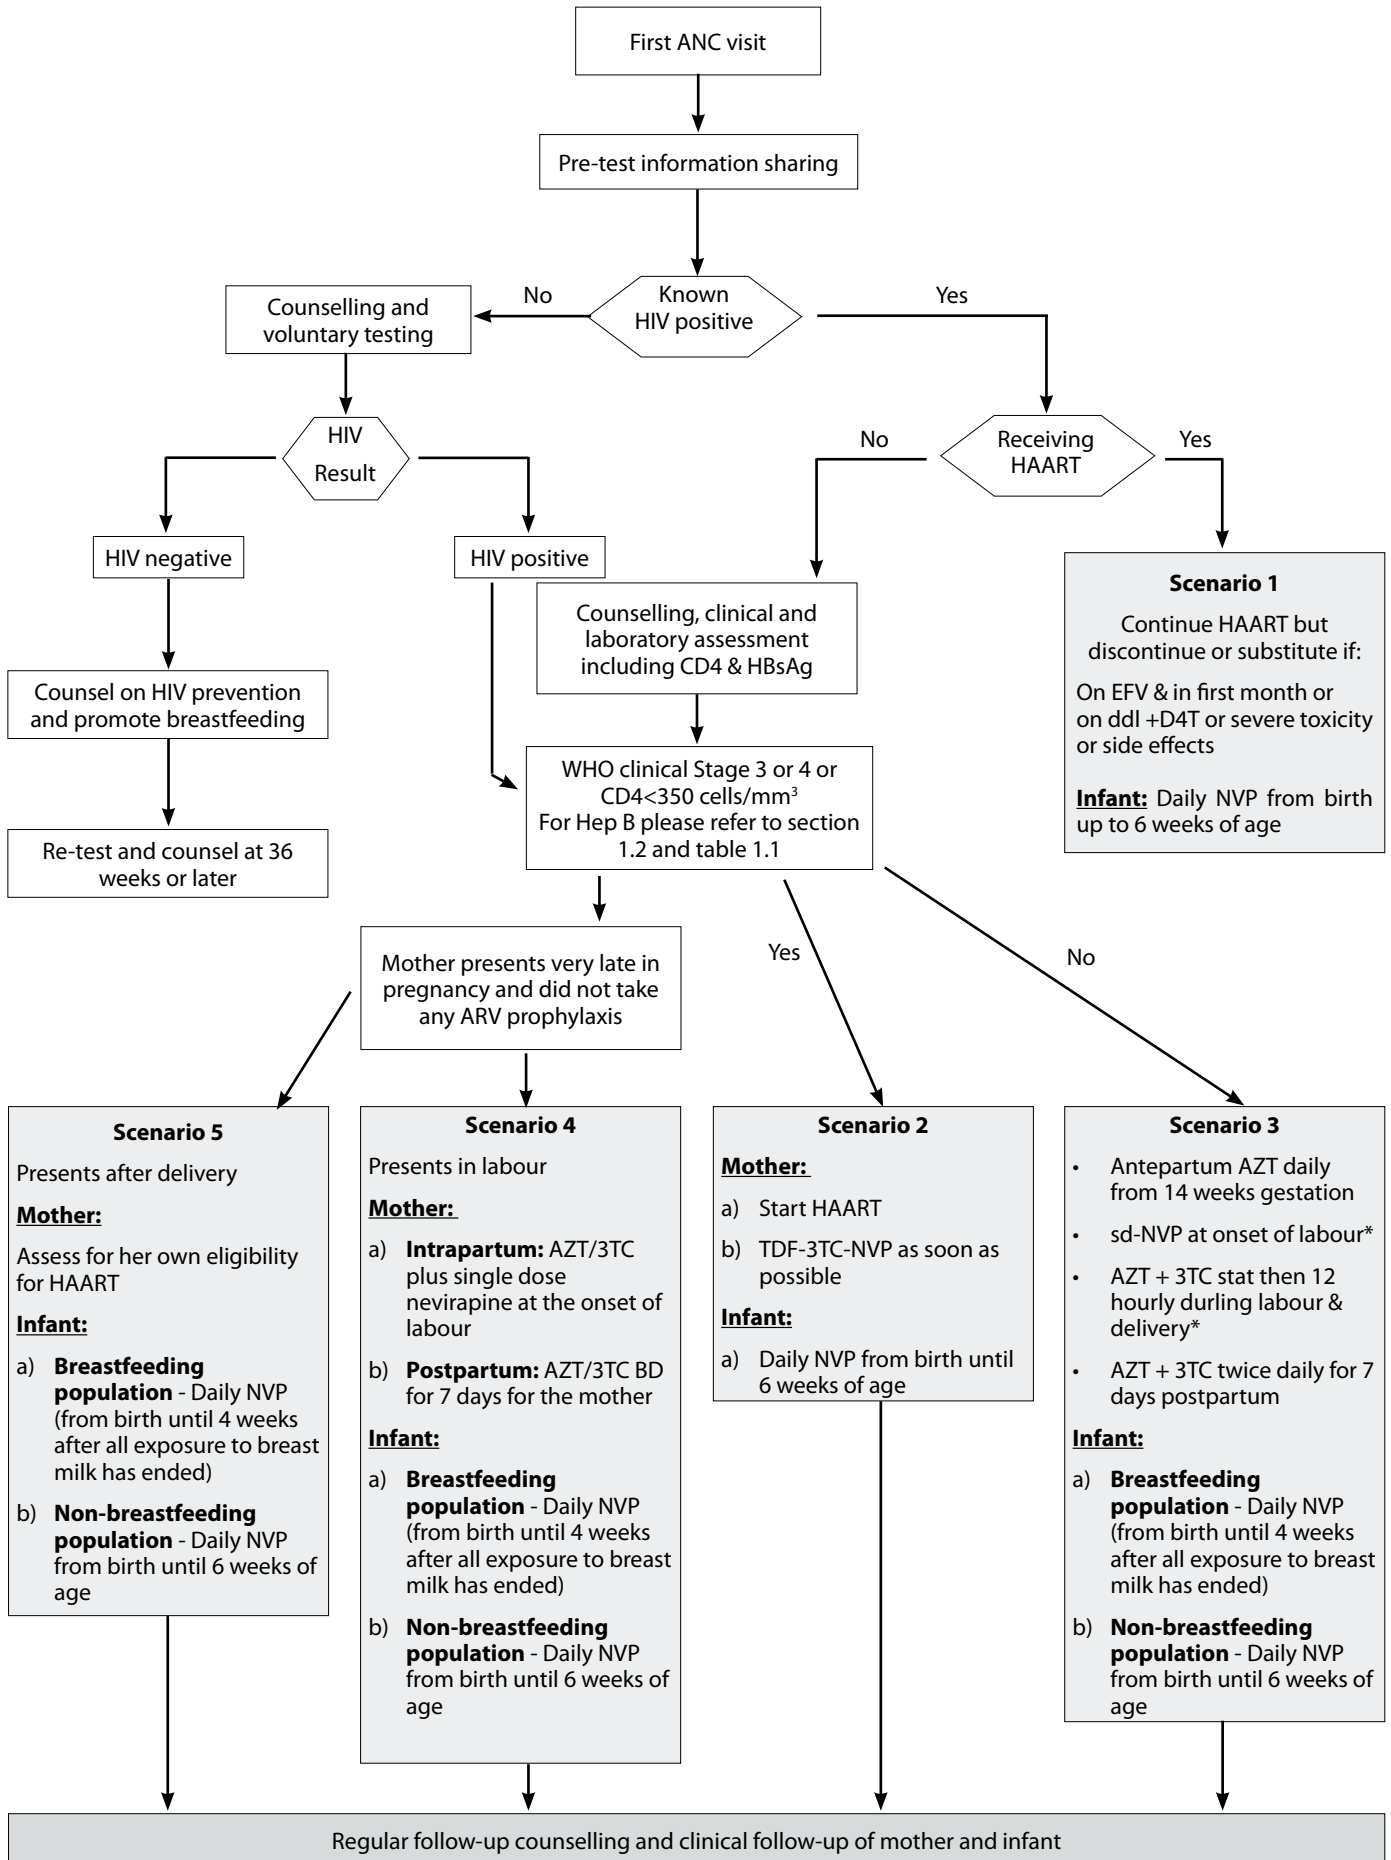 First ANC visit
Pre-test information sharing
Known
HIV positive
No
Yes
Counselling and
voluntary testing
HIV
Result
Receiving
HAART
No
Yes
HIV negative
HIV positive
Counselling, clinical and
laboratory assessment
including CD4 & HBsAg
Scenario 1
Continue HAART but
discontinue or substitute if:
On EFV & in first month or
on ddl +D4T or severe toxicity
or side effects
Infant: Daily NVP from birth
up to 6 weeks of age
Counsel on HIV prevention
and promote breastfeeding
Re-test and counsel at 36
weeks or later
WHO clinical Stage 3 or 4 or
CD4<350 cells/mm³
For Hep B please refer to section
1.2 and table 1.1
Mother presents very late in
pregnancy and did not take
any ARV prophylaxis
Yes
No
Scenario 5
Presents after delivery
Mother:
Assess for her own eligibility
for HAART
Infant:
a) Breastfeeding
population - Daily NVP
(from birth until 4 weeks
after all exposure to breast
milk has ended)
b) Non-breastfeeding
population - Daily NVP
from birth until 6 weeks of
age
Scenario 4
Presents in labour
Mother:
a) Intrapartum: AZT/3TC
plus single dose
nevirapine at the onset of
labour
b) Postpartum: AZT/3TC BD
for 7 days for the mother
Infant:
a) Breastfeeding
population - Daily NVP
(from birth until 4 weeks
after all exposure to breast
milk has ended)
b) Non-breastfeeding
population - Daily NVP
from birth until 6 weeks of
age
Scenario 2
Mother:
a) Start HAART
b) TDF-3TC-NVP as soon as
possible
Infant:
a) Daily NVP from birth until
6 weeks of age
Scenario 3
• Antepartum AZT daily
from 14 weeks gestation
• sd-NVP at onset of labour*
• AZT + 3TC stat then 12
hourly durling labour &
delivery*
• AZT + 3TC twice daily for 7
days postpartum
Infant:
a) Breastfeeding
population - Daily NVP
(from birth until 4 weeks
after all exposure to breast
milk has ended)
b) Non-breastfeeding
population - Daily NVP
from birth until 6 weeks of
age
Regular follow-up counselling and clinical follow-up of mother and infant